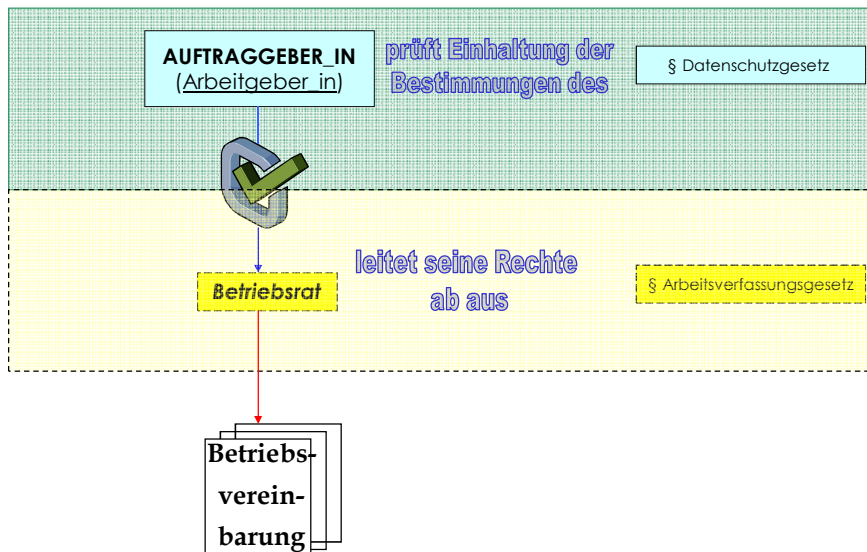 AUFTRAGGEBER_IN
(Arbeitgeber_in)
prüft Einhaltung der
Bestimmungen des
§ Datenschutzgesetz
leitet seine Rechte
ab aus
Betriebsrat
§ Arbeitsverfassungsgesetz
Betriebs-
verein-
barung